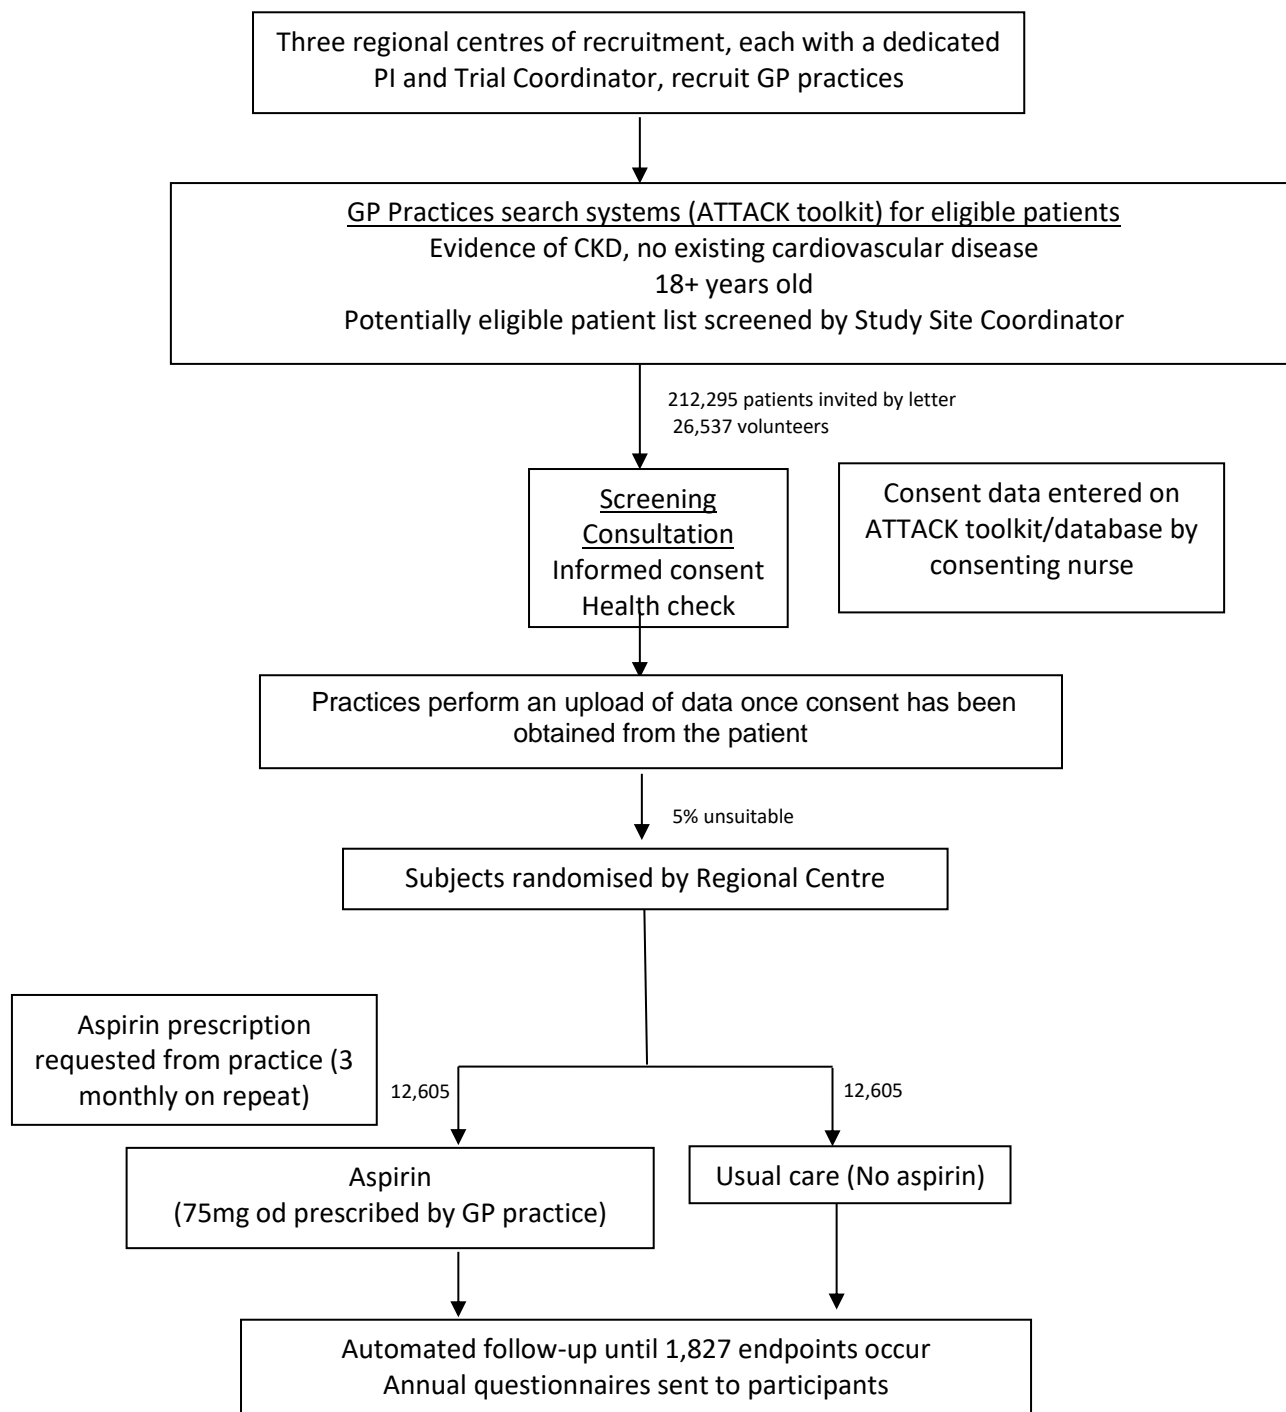 Three regional centres of recruitment, each with a dedicated
PI and Trial Coordinator, recruit GP practices
GP Practices search systems (ATTACK toolkit) for eligible patients
Evidence of CKD, no existing cardiovascular disease
18+ years old
Potentially eligible patient list screened by Study Site Coordinator
212,295 patients invited by letter
26,537 volunteers
Screening
Consultation
Informed consent
Health check
Consent data entered on
ATTACK toolkit/database by
consenting nurse
Practices perform an upload of data once consent has been
obtained from the patient
5% unsuitable
Subjects randomised by Regional Centre
Aspirin prescription
requested from practice (3
monthly on repeat)
12,605
12,605
Aspirin
(75mg od prescribed by GP practice)
Usual care (No aspirin)
Automated follow-up until 1,827 endpoints occur
Annual questionnaires sent to participants